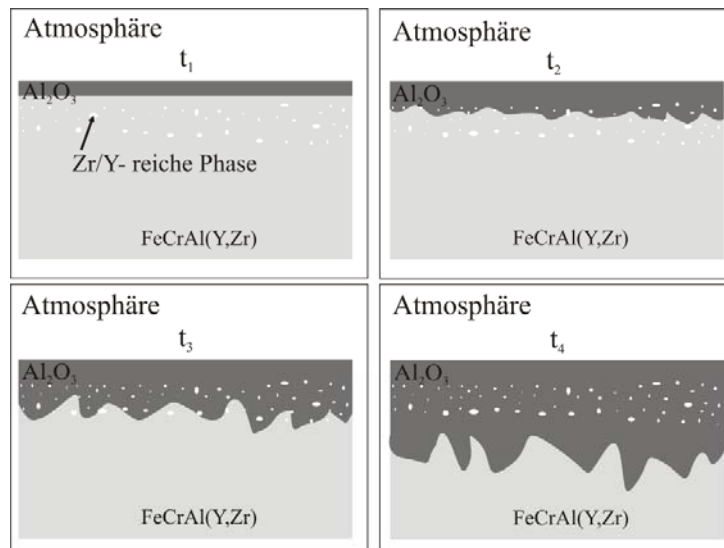 Atmosphäre
t₁
Al₂O₃
Zr/Y- reiche Phase
FeCrAl(Y,Zr)
Atmosphäre
t₂
Al₂O₃
FeCrAl(Y,Zr)
Atmosphäre
t₃
Al₂O₃
FeCrAl(Y,Zr)
Atmosphäre
t₄
Al₂O₃
FeCrAl(Y,Zr)